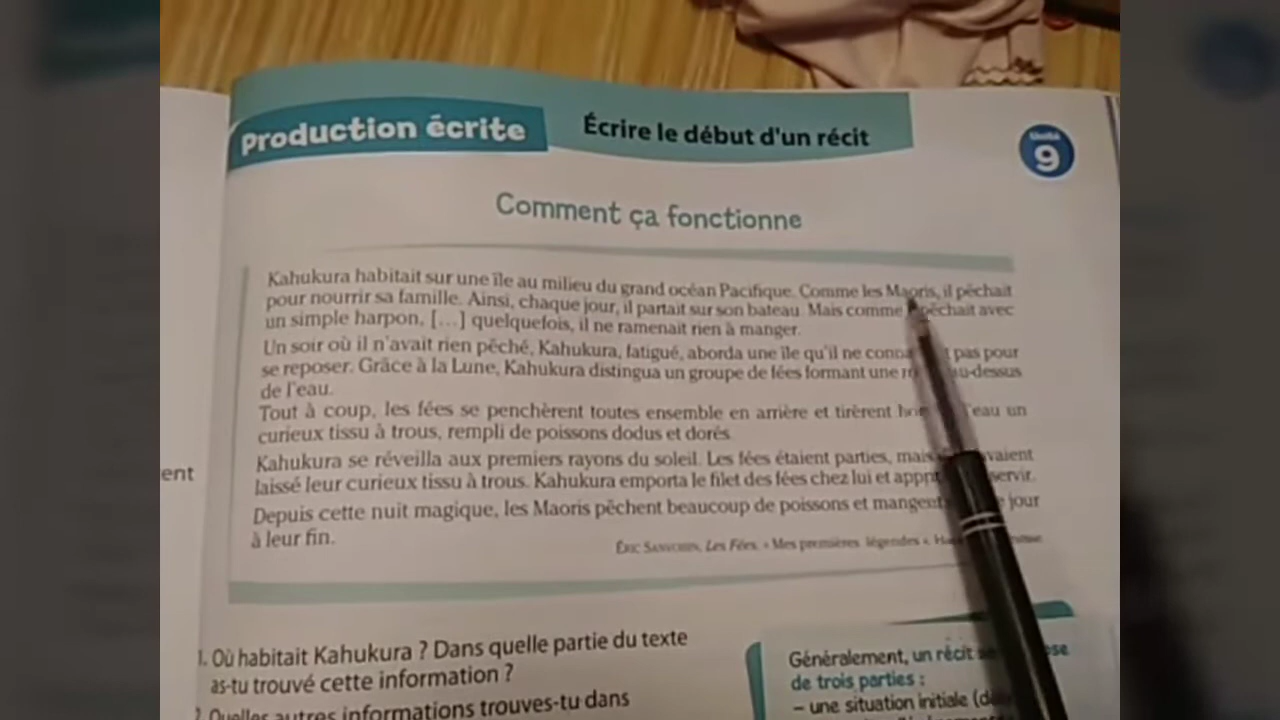 Production écrite
Écrire le début d'un récit
Unité
9
Comment ça fonctionne
Kahukura habitait sur une île au milieu du grand océan Pacifique. Comme les Maoris, il pêchait
pour nourrir sa famille. Ainsi, chaque jour, il partait sur son bateau. Mais comme pêchait avec
un simple harpon, [...] quelquefois, il ne ramenait rien à manger.
Un soir où il n'avait rien pêché, Kahukura, fatigué, aborda une île qu'il ne pas pour
se reposer. Grâce à la Lune, Kahukura distingua un groupe de fées formant une au-dessus
de l'eau.
Tout à coup, les fées se penchèrent toutes ensemble en arrière et tirèrent l'eau un
curieux tissu à trous, rempli de poissons dodus et dorés.
Kahukura se réveilla aux premiers rayons du soleil. Les fées étaient parties, mais
laissé leur curieux tissu à trous. Kahukura emporta le filet des fées chez lui et servir.
Depuis cette nuit magique, les Maoris pêchent beaucoup de poissons et jour
à leur fin.
Les Fées, « Mes premières légendes »,
ent
1. Où habitait Kahukura ? Dans quelle partie du texte
as-tu trouvé cette information ?
2. Quelles autres informations trouves-tu dans
Généralement, un récit
de trois parties :
– une situation initiale